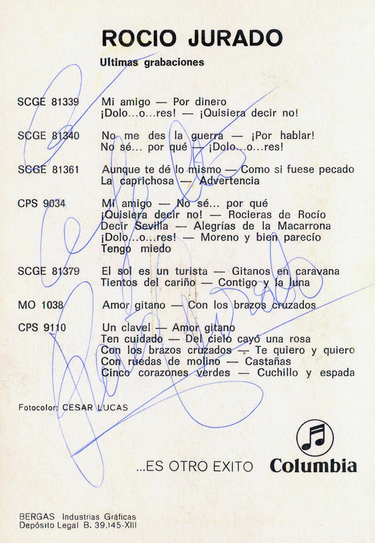 ROCIO JURADO
Ultimas grabaciones
SCGE 81339 Mi amigo — Por dinero
¡Dolo...o...res! — ¡Quisiera decir no!
SCGE 81340 No me des la guerra — ¡Por hablar!
No sé... por qué — ¡Dolo...o...res!
SCGE 81361 Aunque te dé lo mismo — Como si fuese pecado
La caprichosa — Advertencia
CPS 9034 Mi amigo — No sé... por qué
¡Quisiera decir no! — Rocieras de Rocío
Decir Sevilla — Alegrías de la Macarrona
¡Dolo...o...res! — Moreno y bien parecío
Tengo miedo
SCGE 81379 El sol es un turista — Gitanos en caravana
Tientos del cariño — Contigo y la luna
MO 1038 Amor gitano — Con los brazos cruzados
CPS 9110 Un clavel — Amor gitano
Ten cuidado — Del cielo cayó una rosa
Con los brazos cruzados — Te quiero y quiero
Con ruedas de molino — Castañas
Cinco corazones verdes — Cuchillo y espada
Fotocolor: CESAR LUCAS
...ES OTRO EXITO Columbia
BERGAS Industrias Gráficas
Depósito Legal B. 39.145-XIII